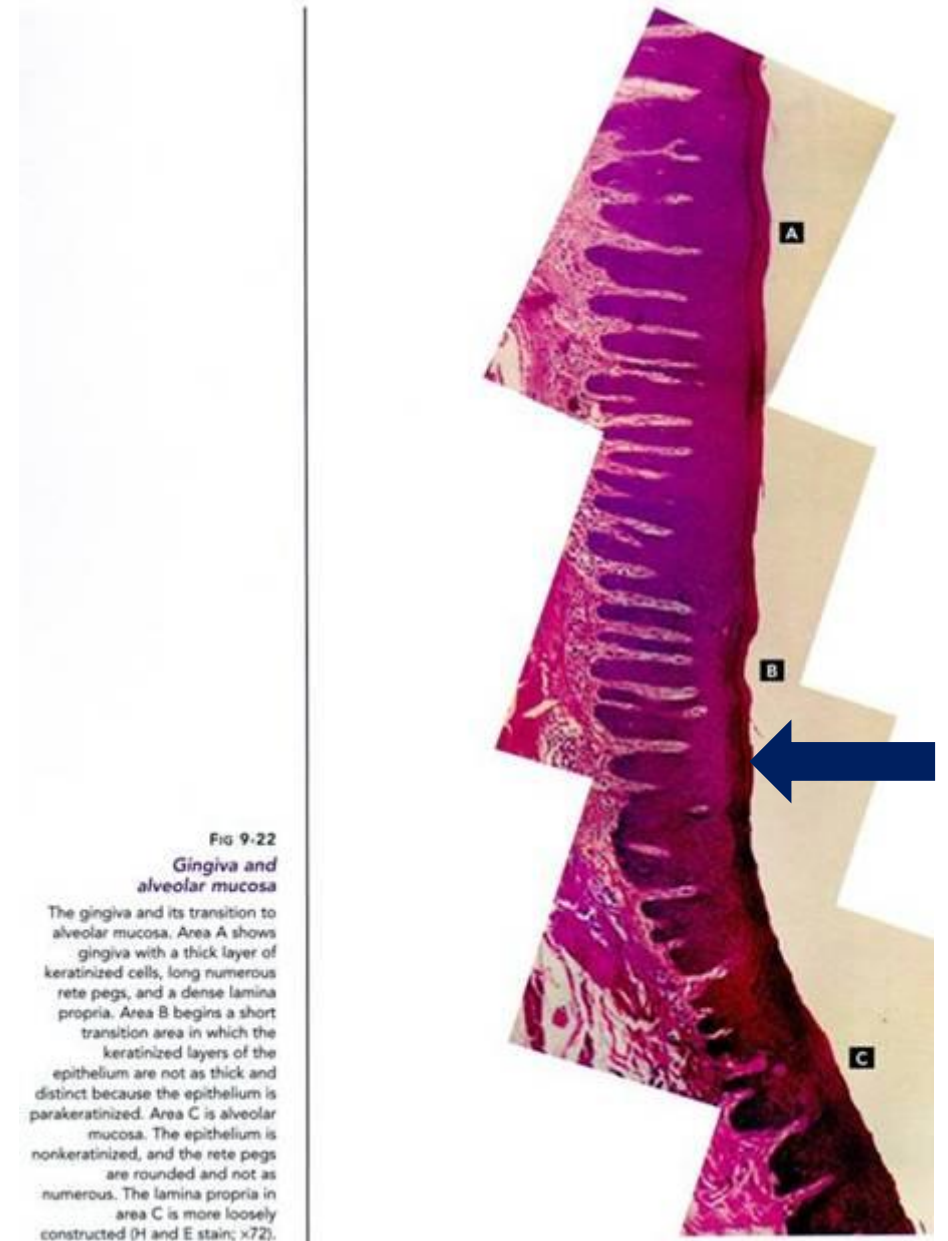 A
B
C
FIG 9-22
Gingiva and
alveolar mucosa
The gingiva and its transition to
alveolar mucosa. Area A shows
gingiva with a thick layer of
keratinized cells, long numerous
rete pegs, and a dense lamina
propria. Area B begins a short
transition area in which the
keratinized layers of the
epithelium are not as thick and
distinct because the epithelium is
parakeratinized. Area C is alveolar
mucosa. The epithelium is
nonkeratinized, and the rete pegs
are rounded and not as
numerous. The lamina propria in
area C is more loosely
constructed (H and E stain; ×72).